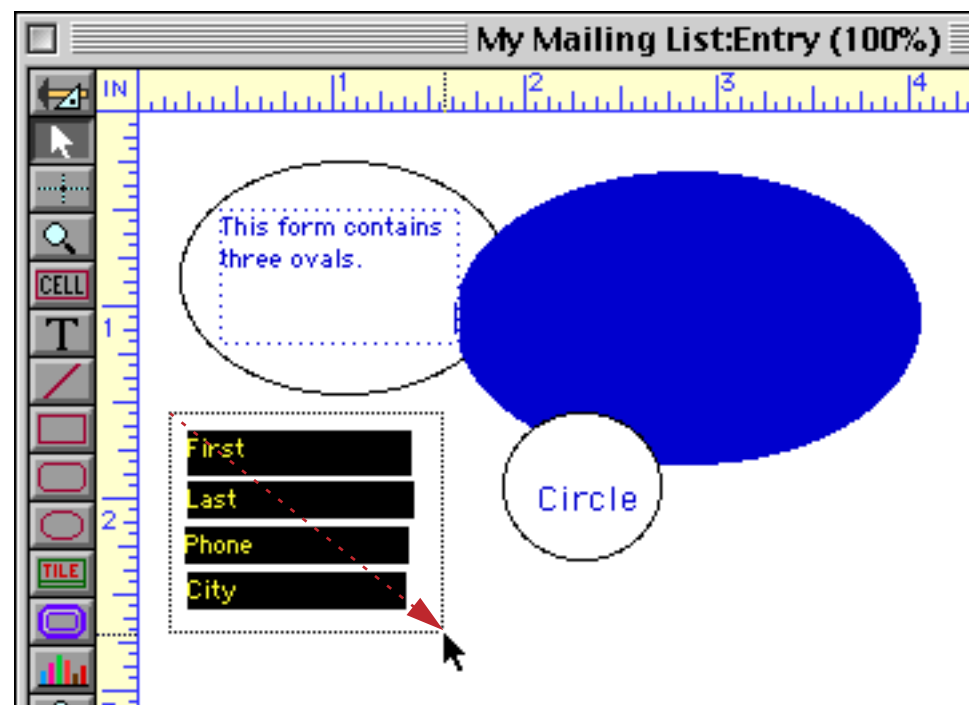 My Mailing List:Entry (100%)
IN
1
2
3
4
CELL
T
TILE
1
2
This form contains
three ovals.
First
Last
Phone
City
Circle